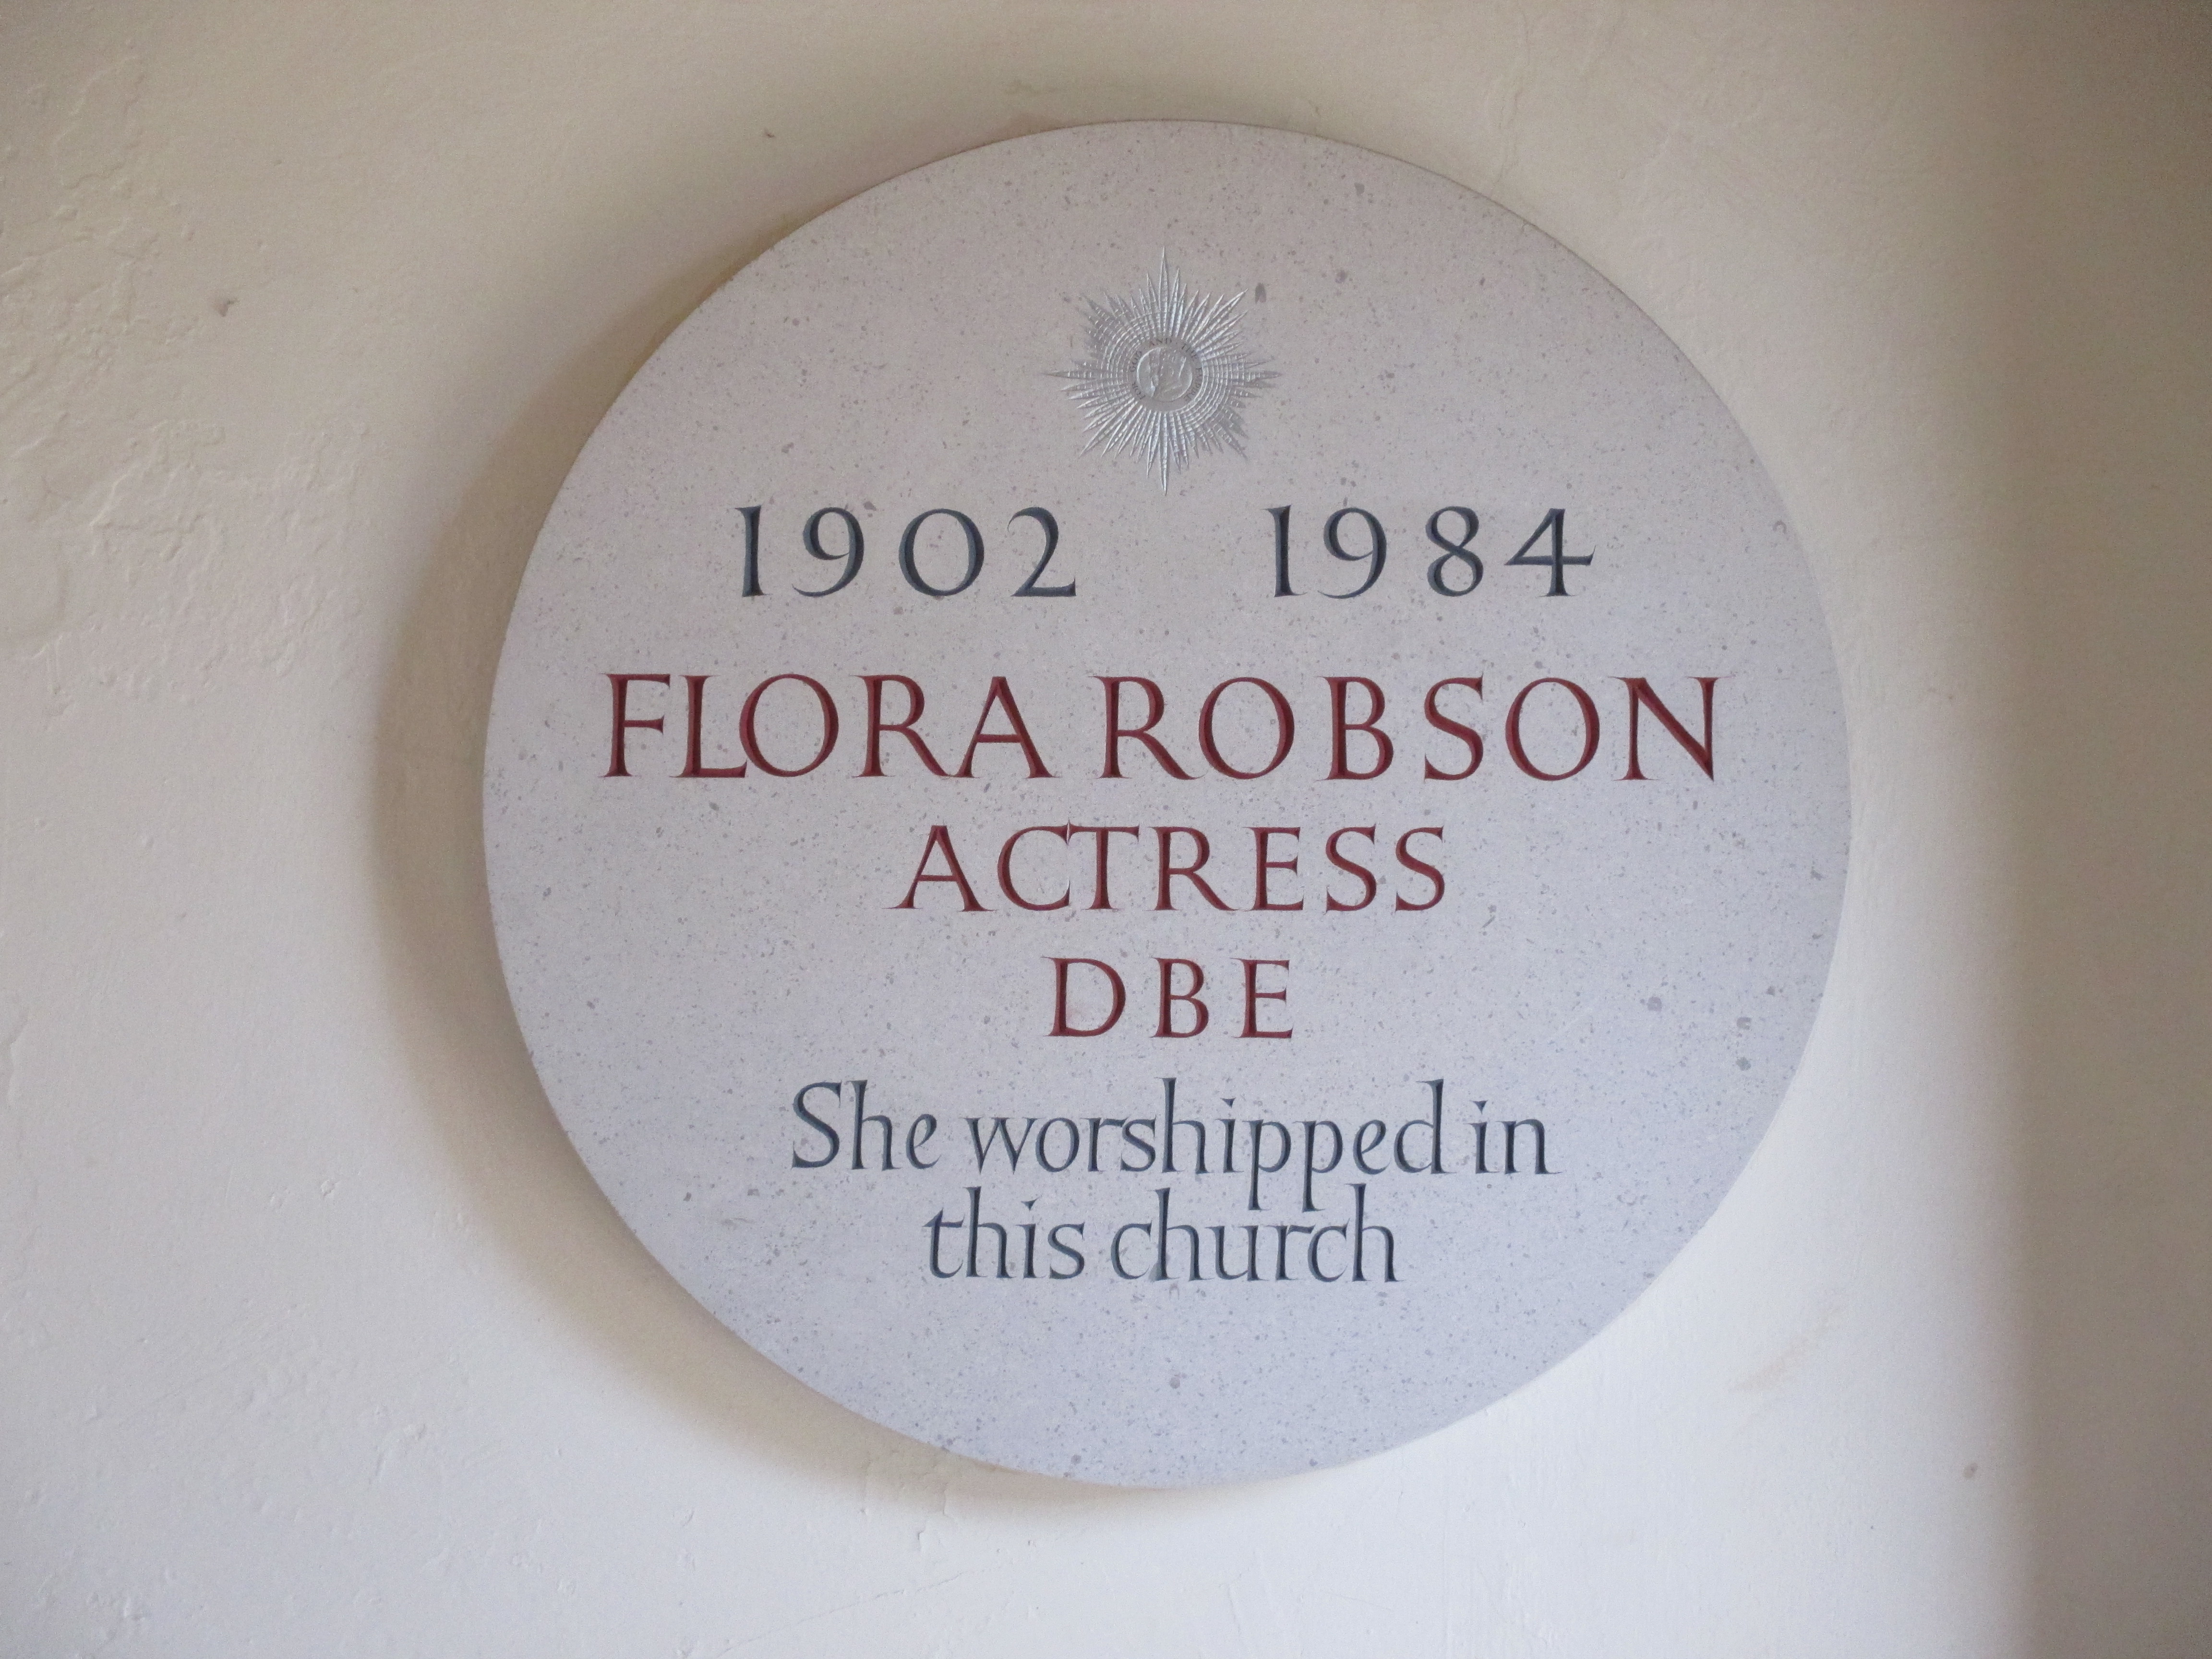 1902 1984
FLORA ROBSON
ACTRESS
DBE
She worshipped in
this church